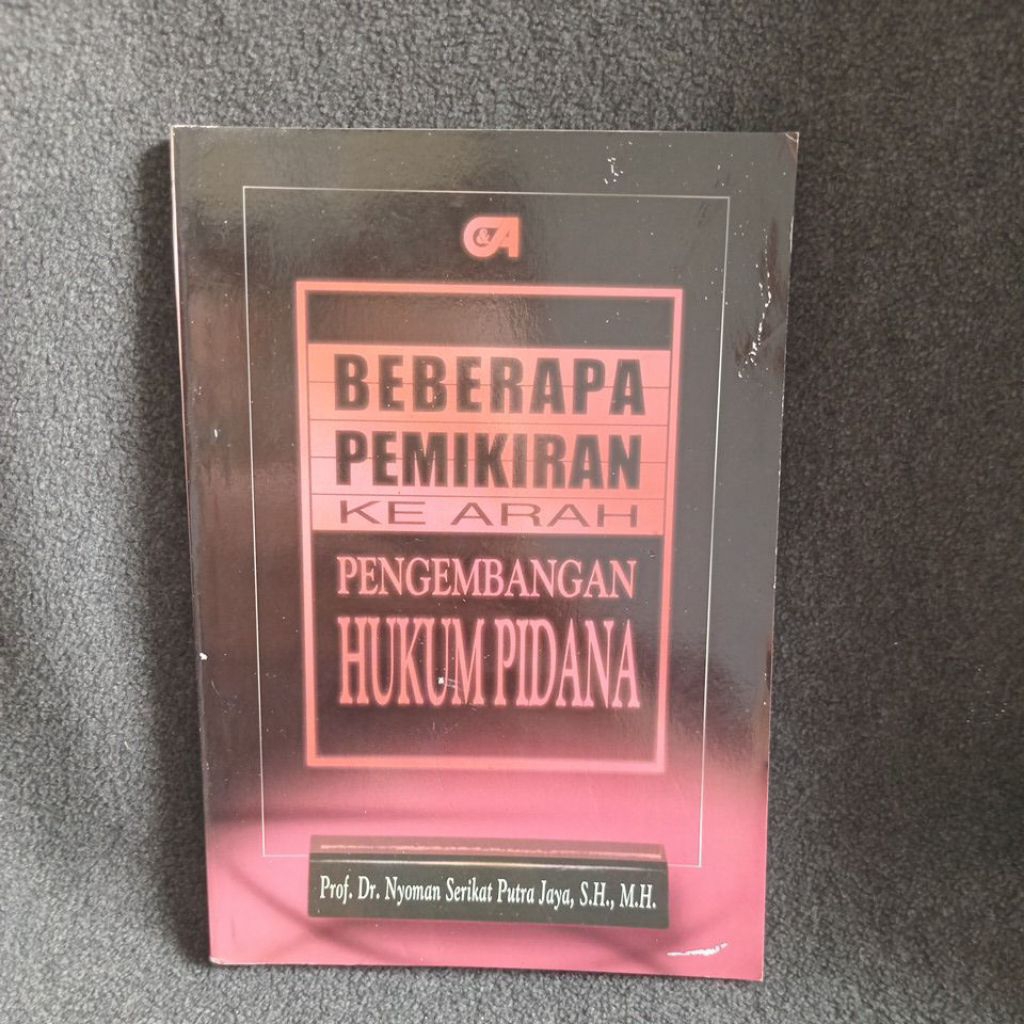 C&A
BEBERAPA
PEMIKIRAN
KE ARAH
PENGEMBANGAN
HUKUM PIDANA
Prof. Dr. Nyoman Serikat Putra Jaya, S.H., M.H.